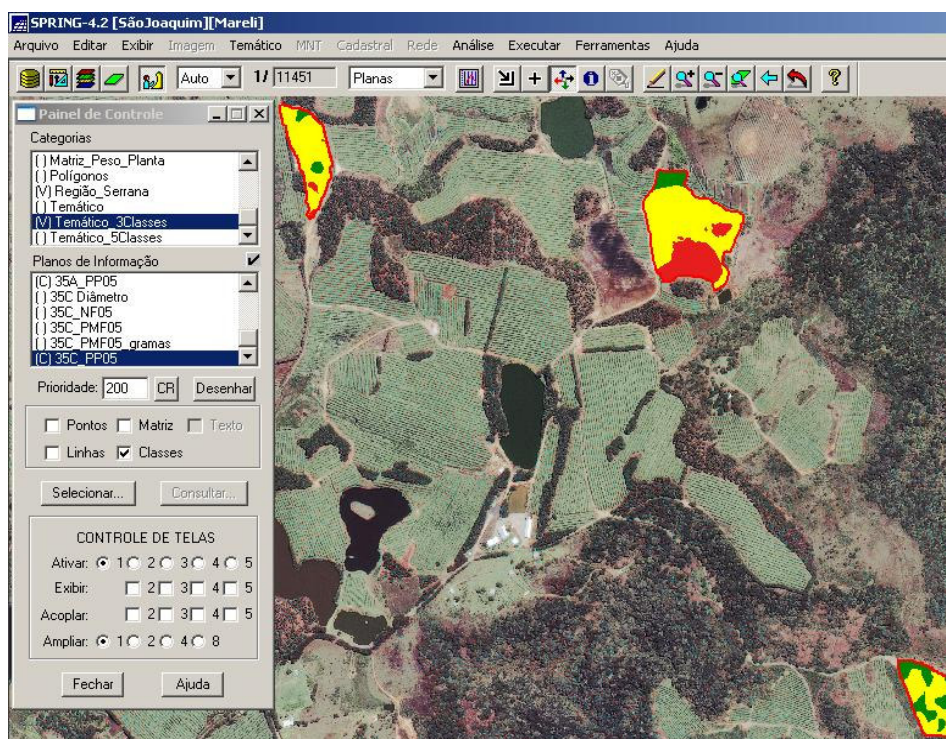 SPRING-4.2 [SãoJoaquim][Mareli]
Arquivo Editar Exibir Imagem Temático MNT Cadastral Rede Análise Executar Ferramentas Ajuda
Auto 1/ 11451 Planas
Painel de Controle
Categorias
( ) Matriz_Peso_Planta
( ) Polígonos
(V) Região_Serrana
( ) Temático
(V) Temático_3Classes
( ) Temático_5Classes
Planos de Informação
(C) 35A_PP05
( ) 35C Diâmetro
( ) 35C_NF05
( ) 35C_PMF05
( ) 35C_PMF05_gramas
(C) 35C_PP05
Prioridade: 200 CR Desenhar
Pontos Matriz Texto
Linhas Classes
Selecionar... Consultar...
CONTROLE DE TELAS
Ativar: 1 2 3 4 5
Exibir: 2 3 4 5
Acoplar: 2 3 4 5
Ampliar: 1 2 4 8
Fechar Ajuda